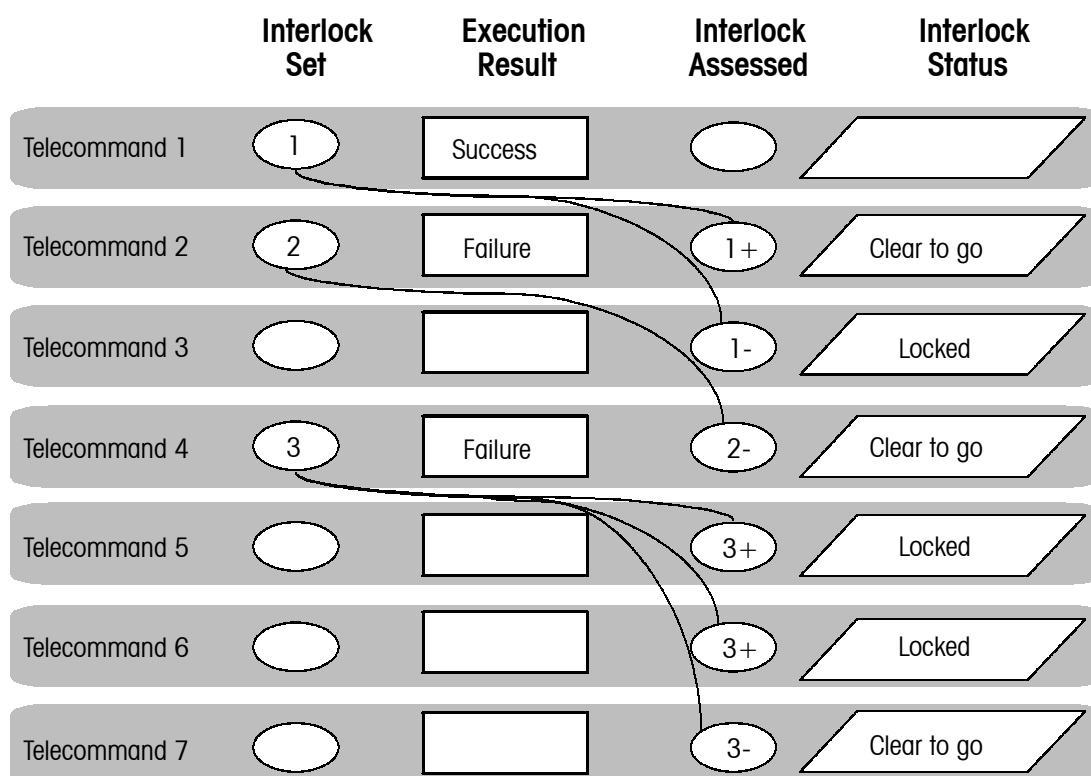 Interlock Set Execution Result Interlock Assessed Interlock Status
Telecommand 1 1 Success
Telecommand 2 2 Failure 1+ Clear to go
Telecommand 3 1- Locked
Telecommand 4 3 Failure 2- Clear to go
Telecommand 5 3+ Locked
Telecommand 6 3+ Locked
Telecommand 7 3- Clear to go